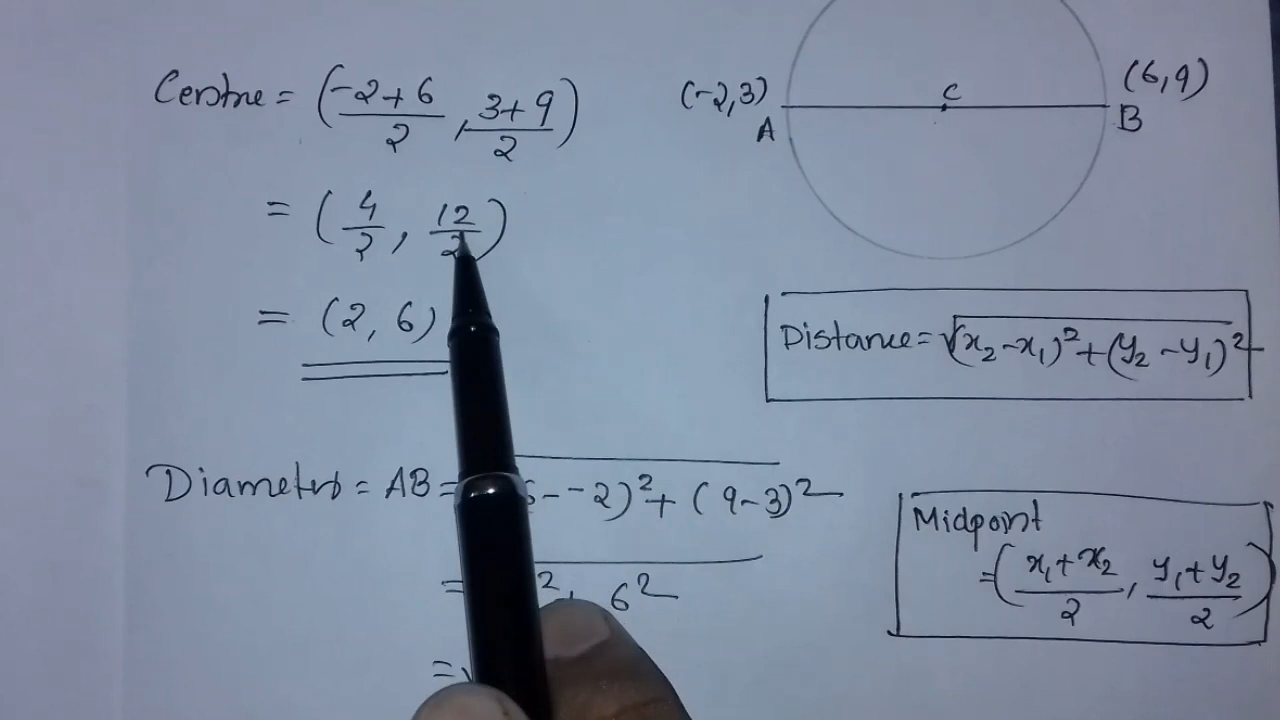 Centre = (-2+6/2, 3+9/2)
= (4/2, 12/2)
= (2, 6)
(-2,3)
A
C
(6,9)
B
Distance = √(x₂-x₁)²+(y₂-y₁)²
Diameter = AB = - -2)²+(9-3)²
= ², 6²
= √
Midpoint
= (x₁+x₂/2, y₁+y₂/2)